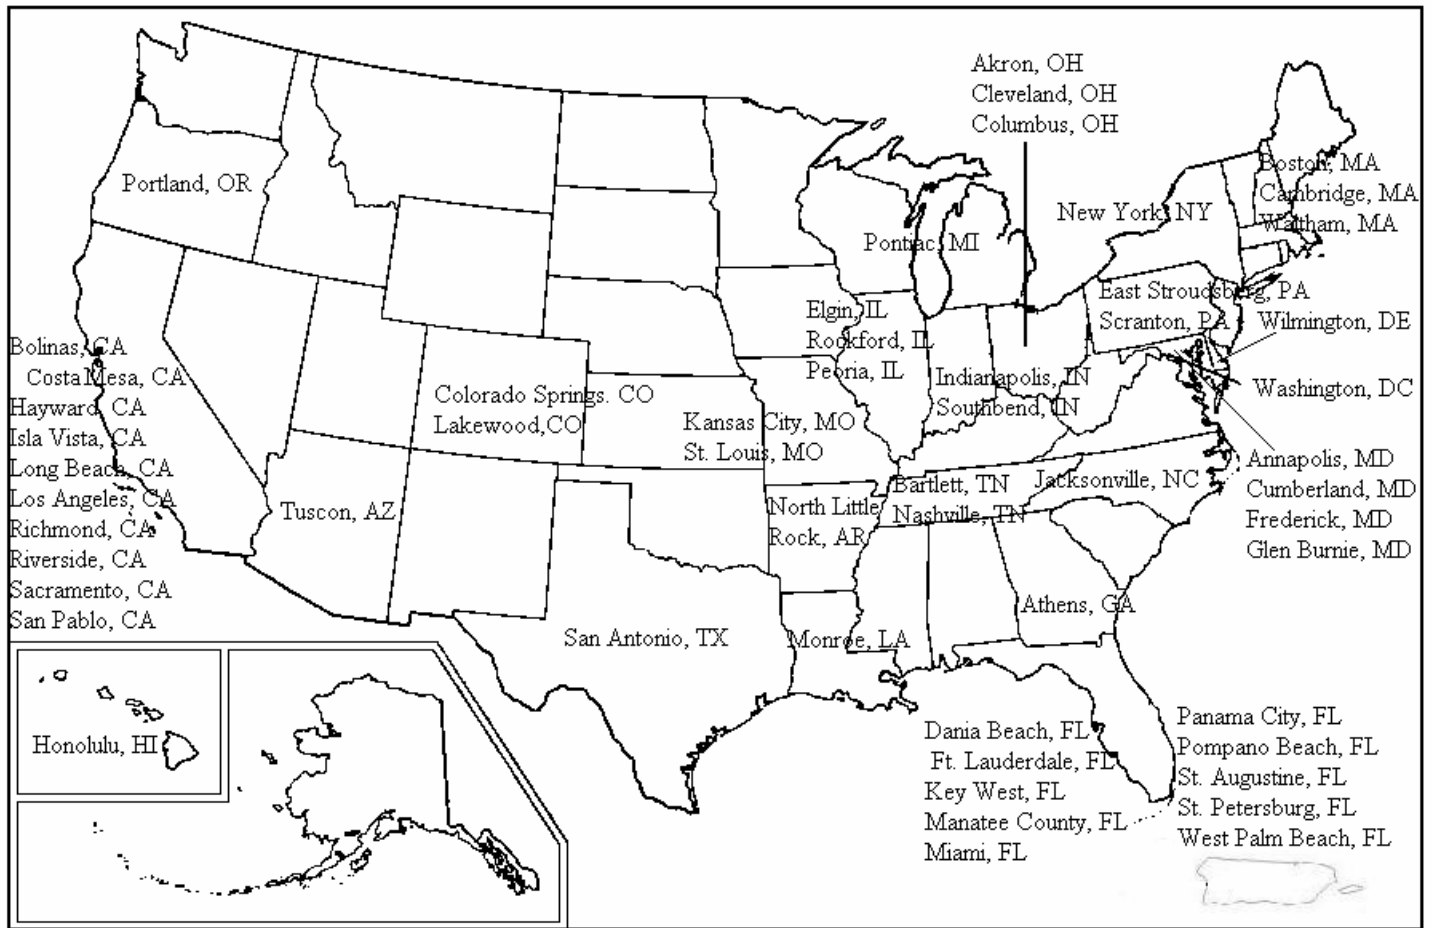 Akron, OH
Cleveland, OH
Columbus, OH
Portland, OR
Boston, MA
Cambridge, MA
Waltham, MA
New York, NY
Pontiac, MI
East Stroudsberg, PA
Scranton, PA
Wilmington, DE
Washington, DC
Elgin, IL
Rockford, IL
Peoria, IL
Indianapolis, IN
Southbend, IN
Bolinas, CA
Costa Mesa, CA
Hayward, CA
Isla Vista, CA
Long Beach, CA
Los Angeles, CA
Richmond, CA
Riverside, CA
Sacramento, CA
San Pablo, CA
Colorado Springs. CO
Lakewood,CO
Kansas City, MO
St. Louis, MO
Annapolis, MD
Cumberland, MD
Frederick, MD
Glen Burnie, MD
Tuscon, AZ
North Little
Rock, AR
Bartlett, TN
Nashville, TN
Jacksonville, NC
Athens, GA
San Antonio, TX
Monroe, LA
Honolulu, HI
Dania Beach, FL
Ft. Lauderdale, FL
Key West, FL
Manatee County, FL
Miami, FL
Panama City, FL
Pompano Beach, FL
St. Augustine, FL
St. Petersburg, FL
West Palm Beach, FL